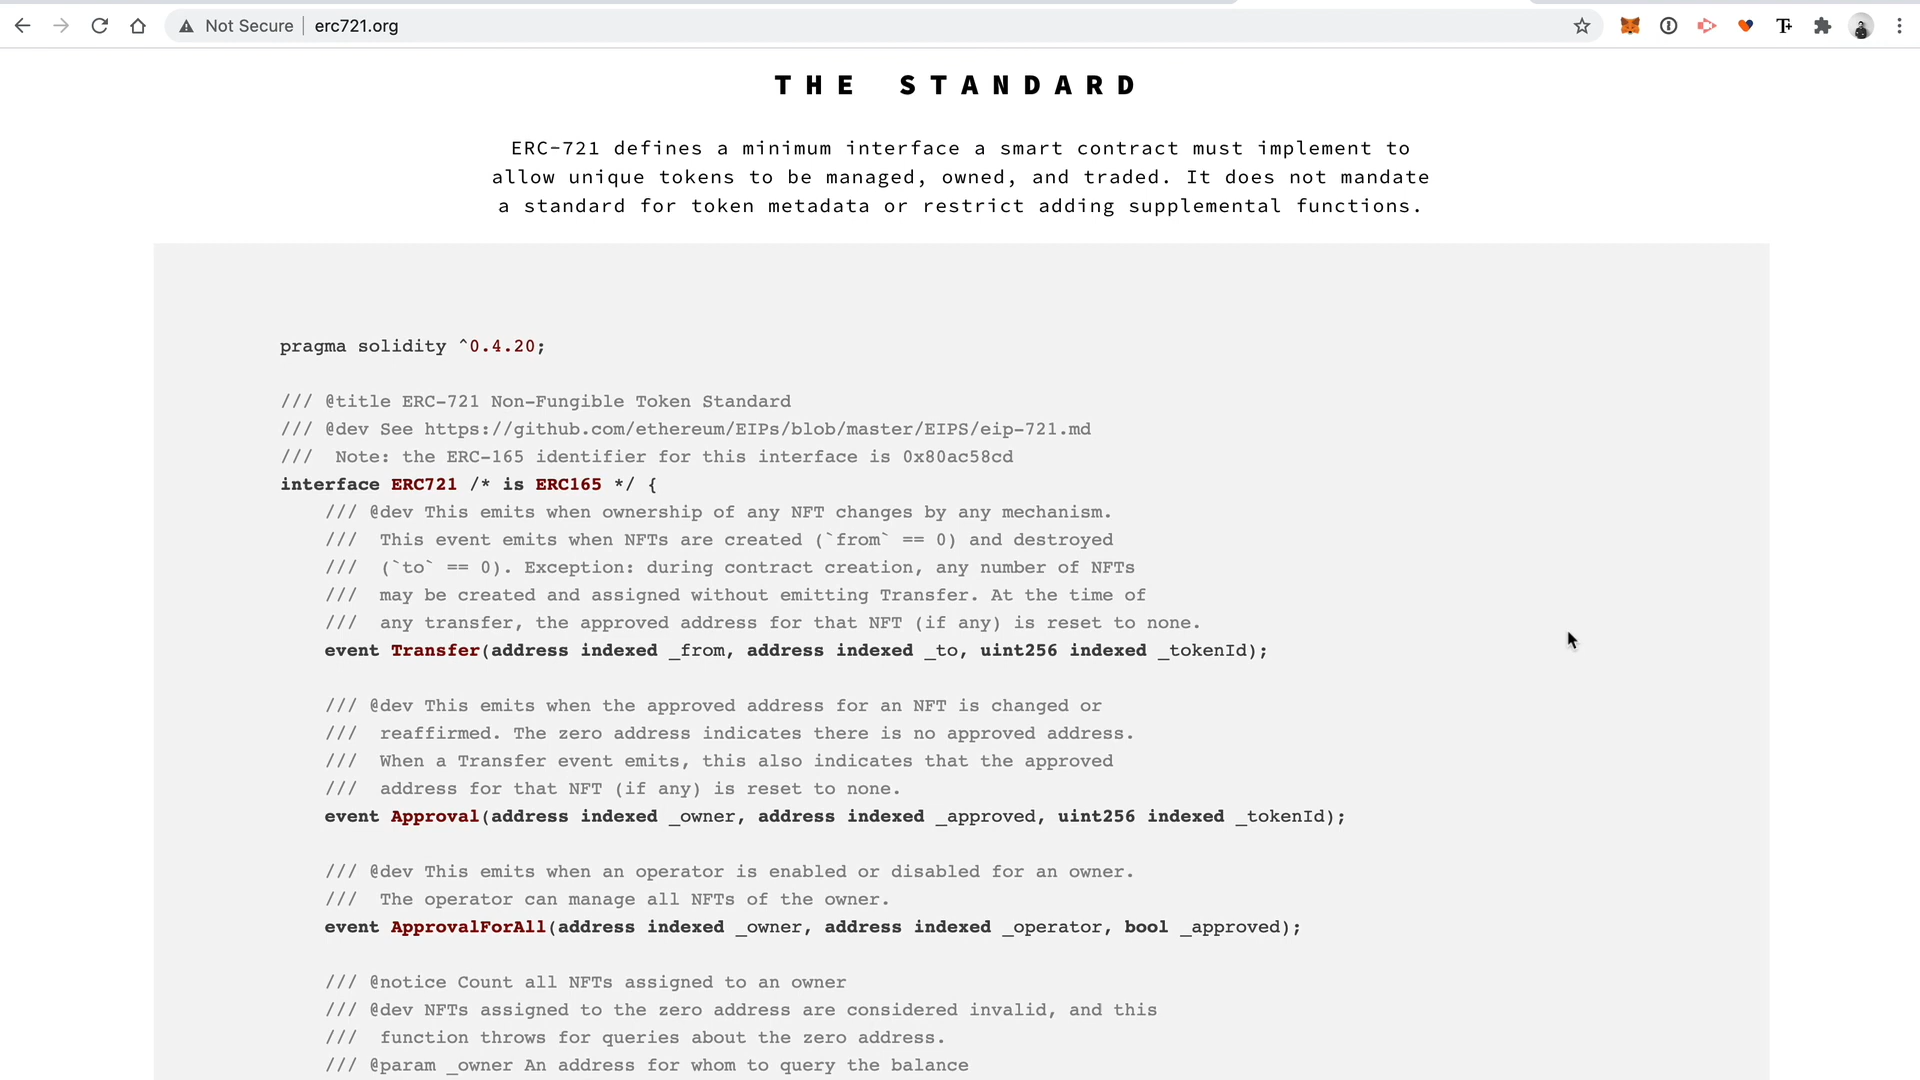 Not Secure | erc721.org
THE STANDARD
ERC-721 defines a minimum interface a smart contract must implement to
allow unique tokens to be managed, owned, and traded. It does not mandate
a standard for token metadata or restrict adding supplemental functions.
pragma solidity ^0.4.20;
/// @title ERC-721 Non-Fungible Token Standard
/// @dev See https://github.com/ethereum/EIPs/blob/master/EIPS/eip-721.md
///  Note: the ERC-165 identifier for this interface is 0x80ac58cd
interface ERC721 /* is ERC165 */ {
/// @dev This emits when ownership of any NFT changes by any mechanism.
///  This event emits when NFTs are created (`from` == 0) and destroyed
///  (`to` == 0). Exception: during contract creation, any number of NFTs
///  may be created and assigned without emitting Transfer. At the time of
///  any transfer, the approved address for that NFT (if any) is reset to none.
event Transfer(address indexed _from, address indexed _to, uint256 indexed _tokenId);
/// @dev This emits when the approved address for an NFT is changed or
///  reaffirmed. The zero address indicates there is no approved address.
///  When a Transfer event emits, this also indicates that the approved
///  address for that NFT (if any) is reset to none.
event Approval(address indexed _owner, address indexed _approved, uint256 indexed _tokenId);
/// @dev This emits when an operator is enabled or disabled for an owner.
///  The operator can manage all NFTs of the owner.
event ApprovalForAll(address indexed _owner, address indexed _operator, bool _approved);
/// @notice Count all NFTs assigned to an owner
/// @dev NFTs assigned to the zero address are considered invalid, and this
///  function throws for queries about the zero address.
/// @param _owner An address for whom to query the balance